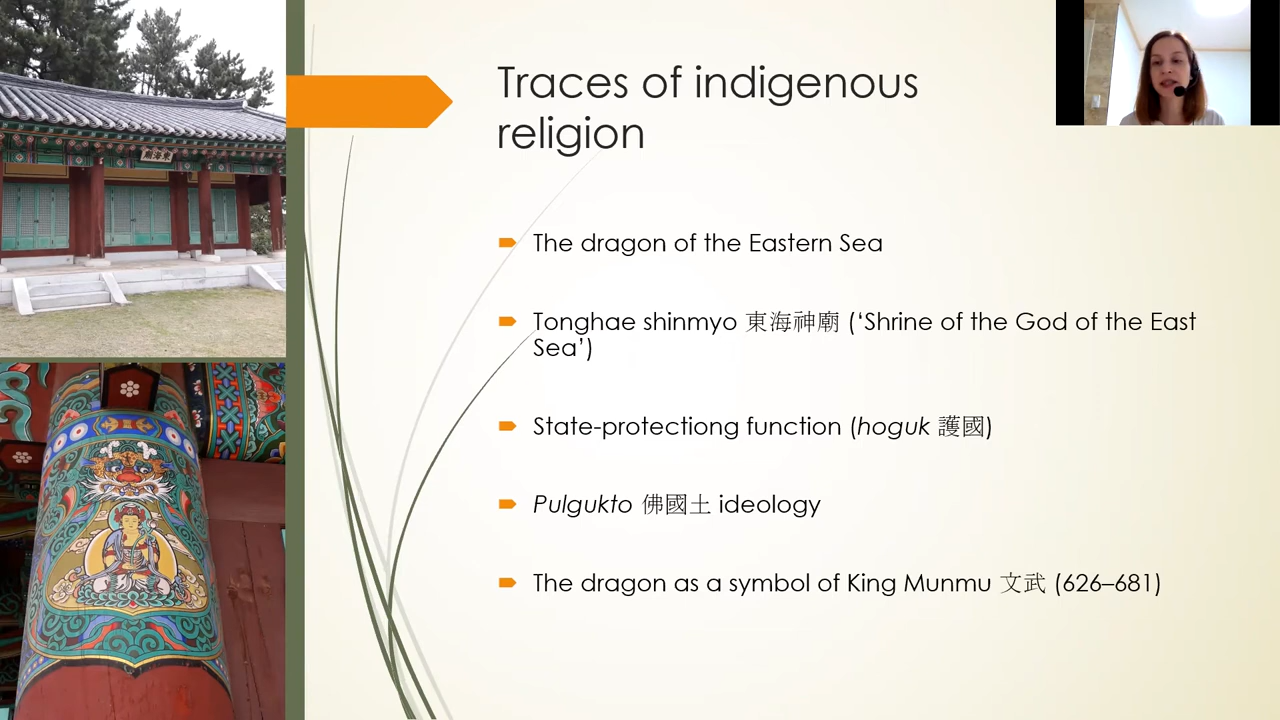 Traces of indigenous
religion
The dragon of the Eastern Sea
Tonghae shinmyo 東海神廟 (‘Shrine of the God of the East
Sea’)
State-protectiong function (hoguk 護國)
Pulgukto 佛國土 ideology
The dragon as a symbol of King Munmu 文武 (626–681)